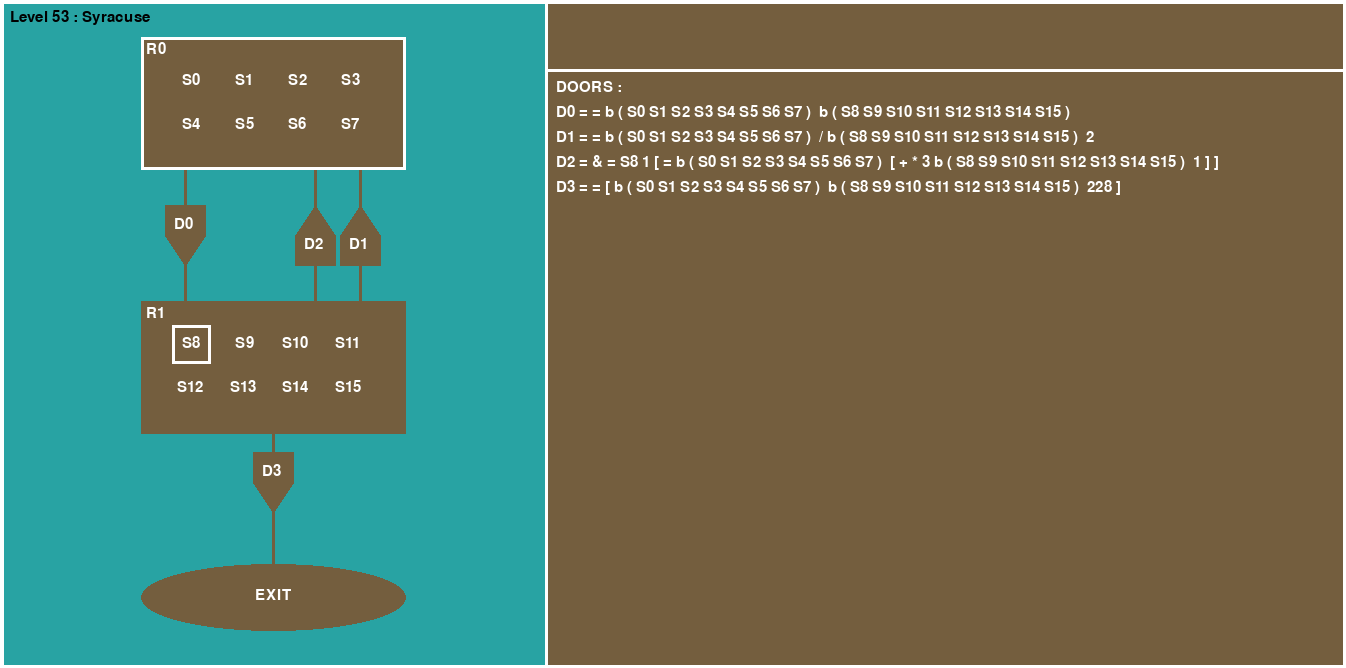 Level 53 : Syracuse
R0
S0 S1 S2 S3
S4 S5 S6 S7
D0 D2 D1
R1
S8 S9 S10 S11
S12 S13 S14 S15
D3
EXIT
DOORS :
D0 = = b ( S0 S1 S2 S3 S4 S5 S6 S7 ) b ( S8 S9 S10 S11 S12 S13 S14 S15 )
D1 = = b ( S0 S1 S2 S3 S4 S5 S6 S7 ) / b ( S8 S9 S10 S11 S12 S13 S14 S15 ) 2
D2 = & = S8 1 [ = b ( S0 S1 S2 S3 S4 S5 S6 S7 ) [ + * 3 b ( S8 S9 S10 S11 S12 S13 S14 S15 ) 1 ] ]
D3 = = [ b ( S0 S1 S2 S3 S4 S5 S6 S7 ) b ( S8 S9 S10 S11 S12 S13 S14 S15 ) 228 ]